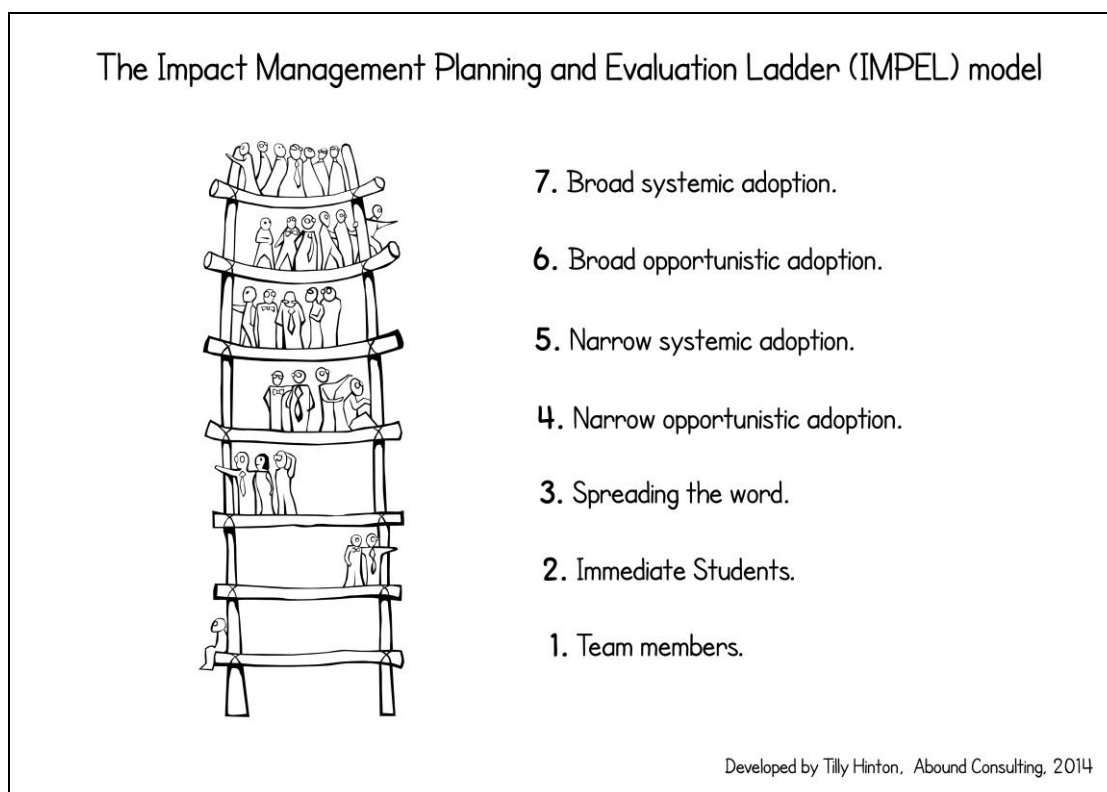 The Impact Management Planning and Evaluation Ladder (IMPEL) model
7. Broad systemic adoption.
6. Broad opportunistic adoption.
5. Narrow systemic adoption.
4. Narrow opportunistic adoption.
3. Spreading the word.
2. Immediate Students.
1. Team members.
Developed by Tilly Hinton, Abound Consulting, 2014